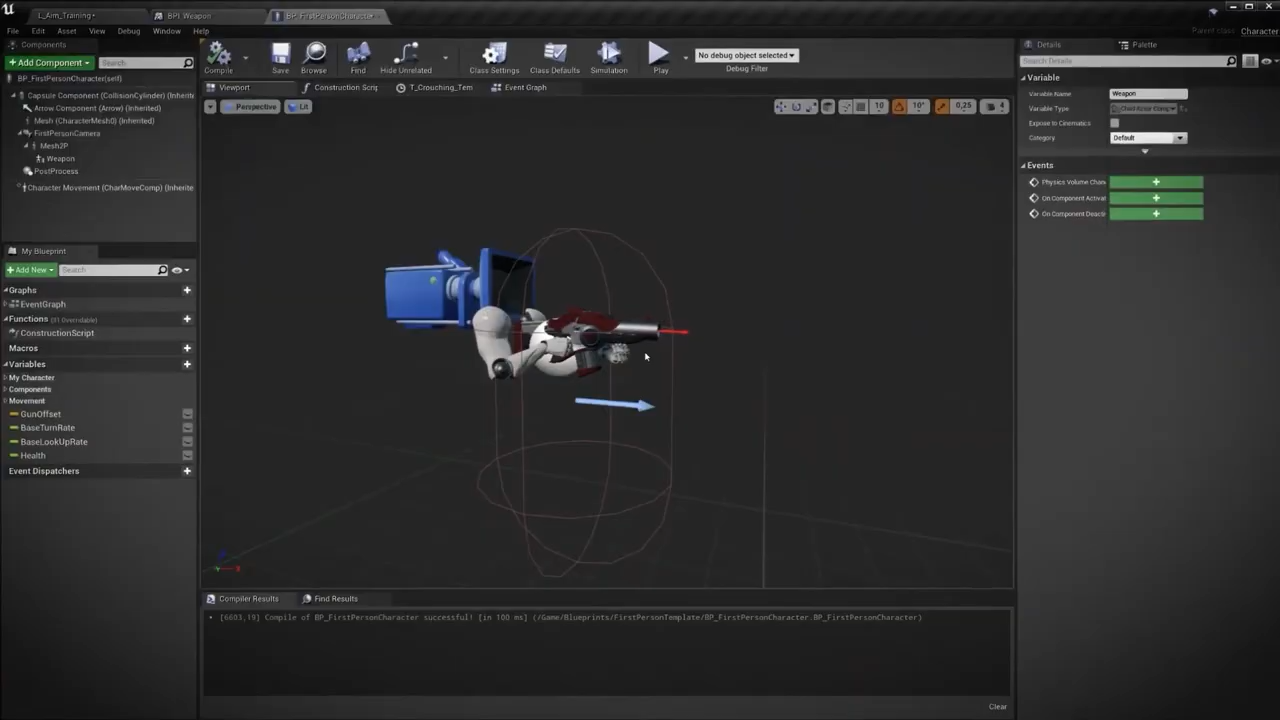 L_Aim_Training•
BPI_Weapon
BP_FirstPersonCharacter
File Edit Asset View Debug Window Help
Parent class: Character
Components
+ Add Component
Search
BP_FirstPersonCharacter(self)
Capsule Component (CollisionCylinder) (Inherite
Arrow Component (Arrow) (Inherited)
Mesh (CharacterMesh0) (Inherited)
FirstPersonCamera
Mesh2P
Weapon
PostProcess
Character Movement (CharMoveComp) (Inherite
My Blueprint
+ Add New
Search
Graphs
EventGraph
Functions (31 Overridable)
ConstructionScript
Macros
Variables
My Character
Components
Movement
GunOffset
BaseTurnRate
BaseLookUpRate
Health
Event Dispatchers
Compile
Save
Browse
Find
Hide Unrelated
Class Settings
Class Defaults
Simulation
Play
No debug object selected
Debug Filter
Viewport
Construction Scrip
T_Crouching_Tem
Event Graph
Perspective
Lit
10
10°
0,25
4
Compiler Results
Find Results
[6603,19] Compile of BP_FirstPersonCharacter successful! [in 100 ms] (/Game/Blueprints/FirstPersonTemplate/BP_FirstPersonCharacter.BP_FirstPersonCharacter)
Clear
Details
Palette
Search Details
Variable
Variable Name Weapon
Variable Type Child Actor Comp
Expose to Cinematics
Category Default
Events
Physics Volume Chan
On Component Activat
On Component Deacti